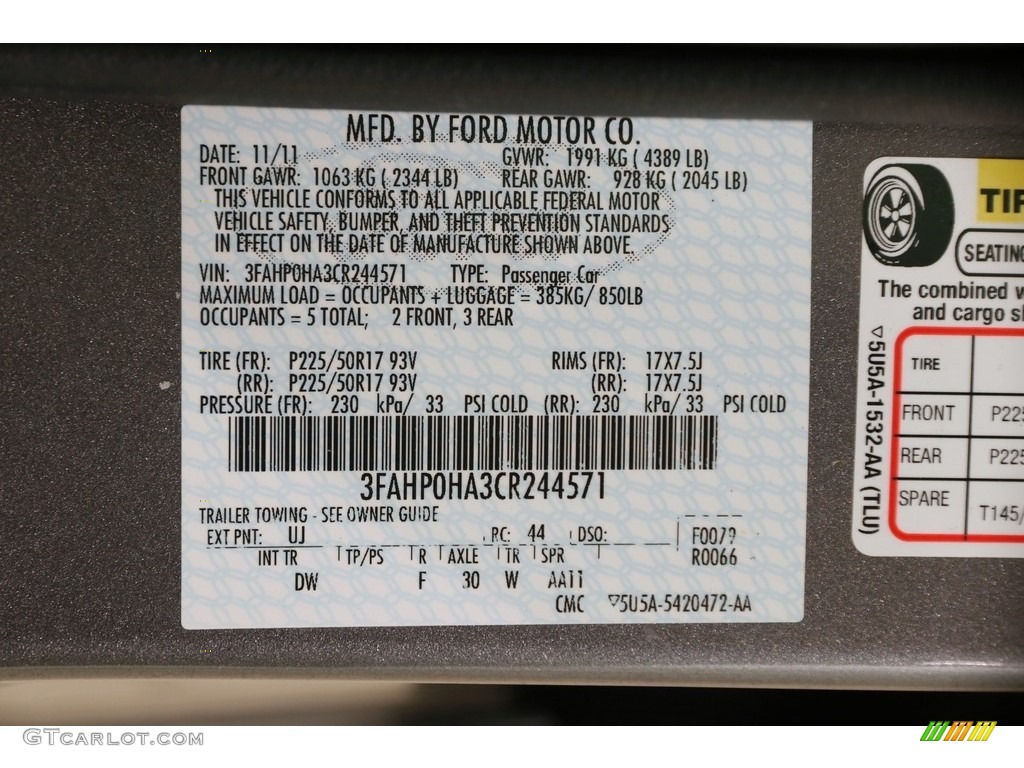 MFD. BY FORD MOTOR CO.
DATE: 11/11 GVWR: 1991 KG ( 4389 LB)
FRONT GAWR: 1063 KG ( 2344 LB) REAR GAWR: 928 KG ( 2045 LB)
THIS VEHICLE CONFORMS TO ALL APPLICABLE FEDERAL MOTOR
VEHICLE SAFETY, BUMPER, AND THEFT PREVENTION STANDARDS
IN EFFECT ON THE DATE OF MANUFACTURE SHOWN ABOVE.
VIN: 3FAHP0HA3CR244571 TYPE: Passenger Car
MAXIMUM LOAD = OCCUPANTS + LUGGAGE = 385KG/ 850LB
OCCUPANTS = 5 TOTAL; 2 FRONT, 3 REAR
TIRE (FR): P225/50R17 93V RIMS (FR): 17X7.5J
(RR): P225/50R17 93V (RR): 17X7.5J
PRESSURE (FR): 230 kPa/ 33 PSI COLD (RR): 230 kPa/ 33 PSI COLD
3FAHP0HA3CR244571
TRAILER TOWING - SEE OWNER GUIDE
EXT PNT: UJ RC: 44 DSO: F0079
INT TR TP/PS R AXLE TR SPR R0066
DW F 30 W AA11
CMC ▽5U5A-5420472-AA
TIR
SEATING
The combined w
and cargo sh
▽5U5A-1532-AA (TLU)
TIRE
FRONT P225
REAR P225
SPARE T145/
GTCarLot.com